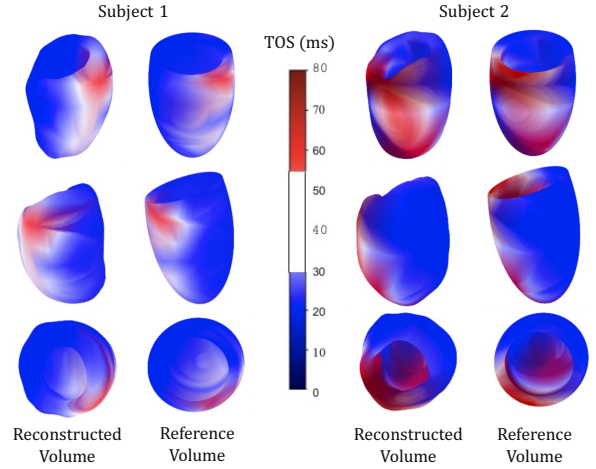 Subject 1
Subject 2
TOS (ms)
80
70
60
50
40
30
20
10
0
Reconstructed
Volume
Reference
Volume
Reconstructed
Volume
Reference
Volume